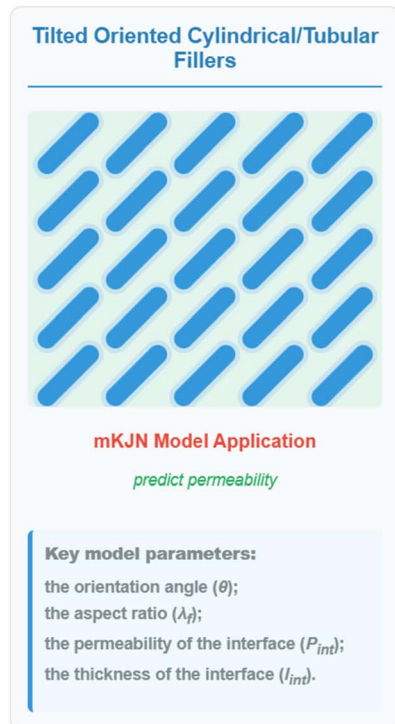 Tilted Oriented Cylindrical/Tubular
Fillers
mKJN Model Application
predict permeability
Key model parameters:
the orientation angle (θ);
the aspect ratio (λf);
the permeability of the interface (Pint);
the thickness of the interface (lint).